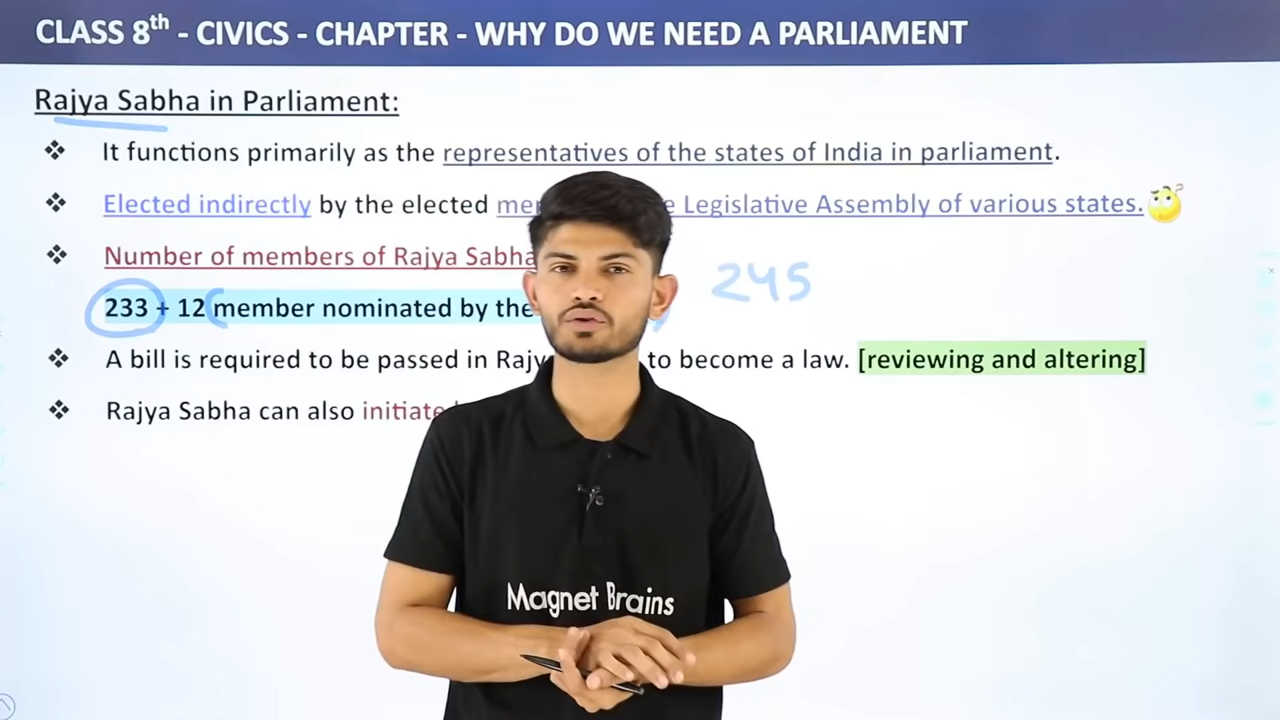 CLASS 8th - CIVICS - CHAPTER - WHY DO WE NEED A PARLIAMENT
Rajya Sabha in Parliament:
❖ It functions primarily as the representatives of the states of India in parliament.
❖ Elected indirectly by the elected Legislative Assembly of various states.
❖ Number of members of Rajya Sabha
245
233 + 12 (member nominated by the
❖ A bill is required to be passed in to become a law. [reviewing and altering]
❖ Rajya Sabha can also initiate
Magnet Brains